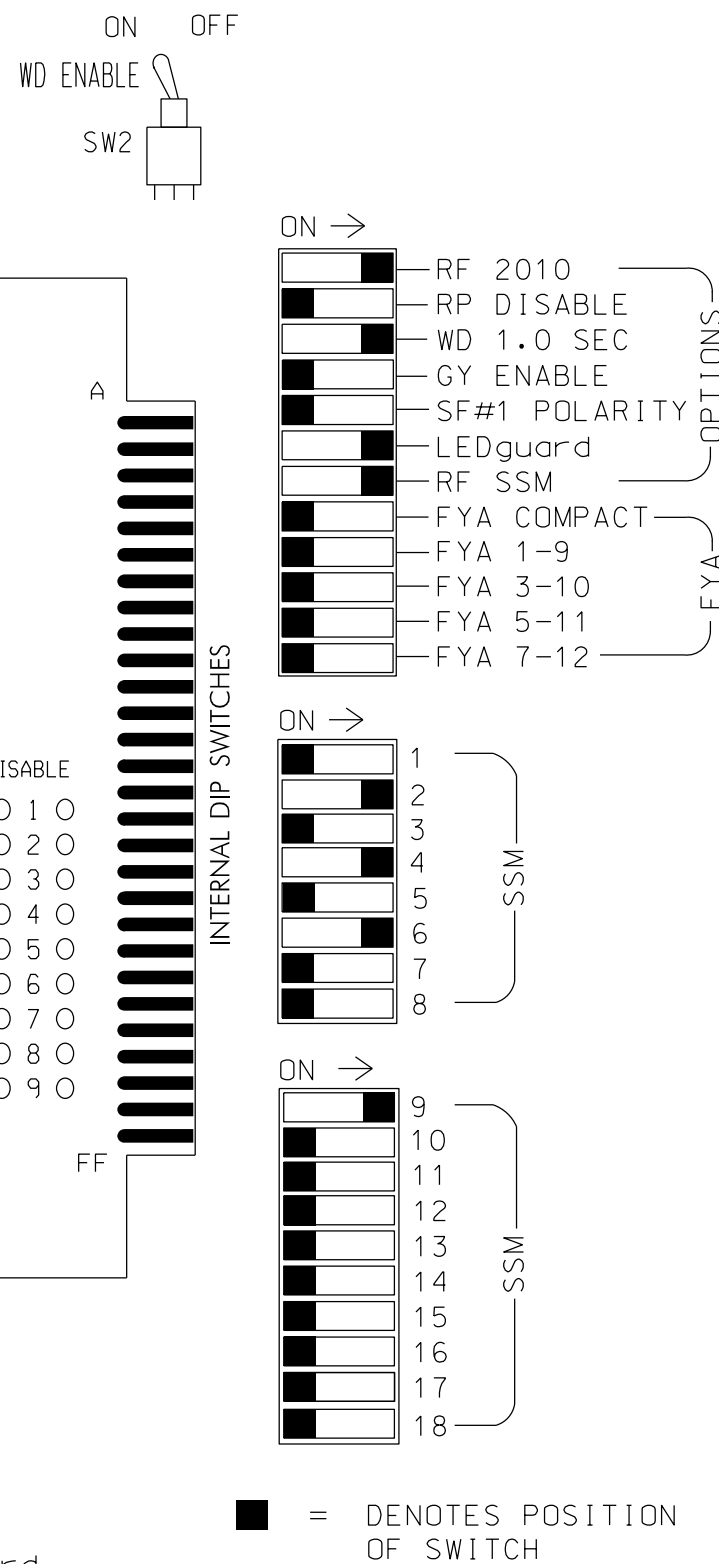 ON OFF
WD ENABLE
SW2
ON →
RF 2010
RP DISABLE
WD 1.0 SEC
GY ENABLE
SF#1 POLARITY
LEDguard
RF SSM
OPTIONS
FYA COMPACT
FYA 1-9
FYA 3-10
FYA 5-11
FYA 7-12
FYA
A
FF
INTERNAL DIP SWITCHES
ISABLE
1
2
3
4
5
6
7
8
9
ON →
1
2
3
4
5
6
7
8
SSM
ON →
9
10
11
12
13
14
15
16
17
18
SSM
= DENOTES POSITION
OF SWITCH